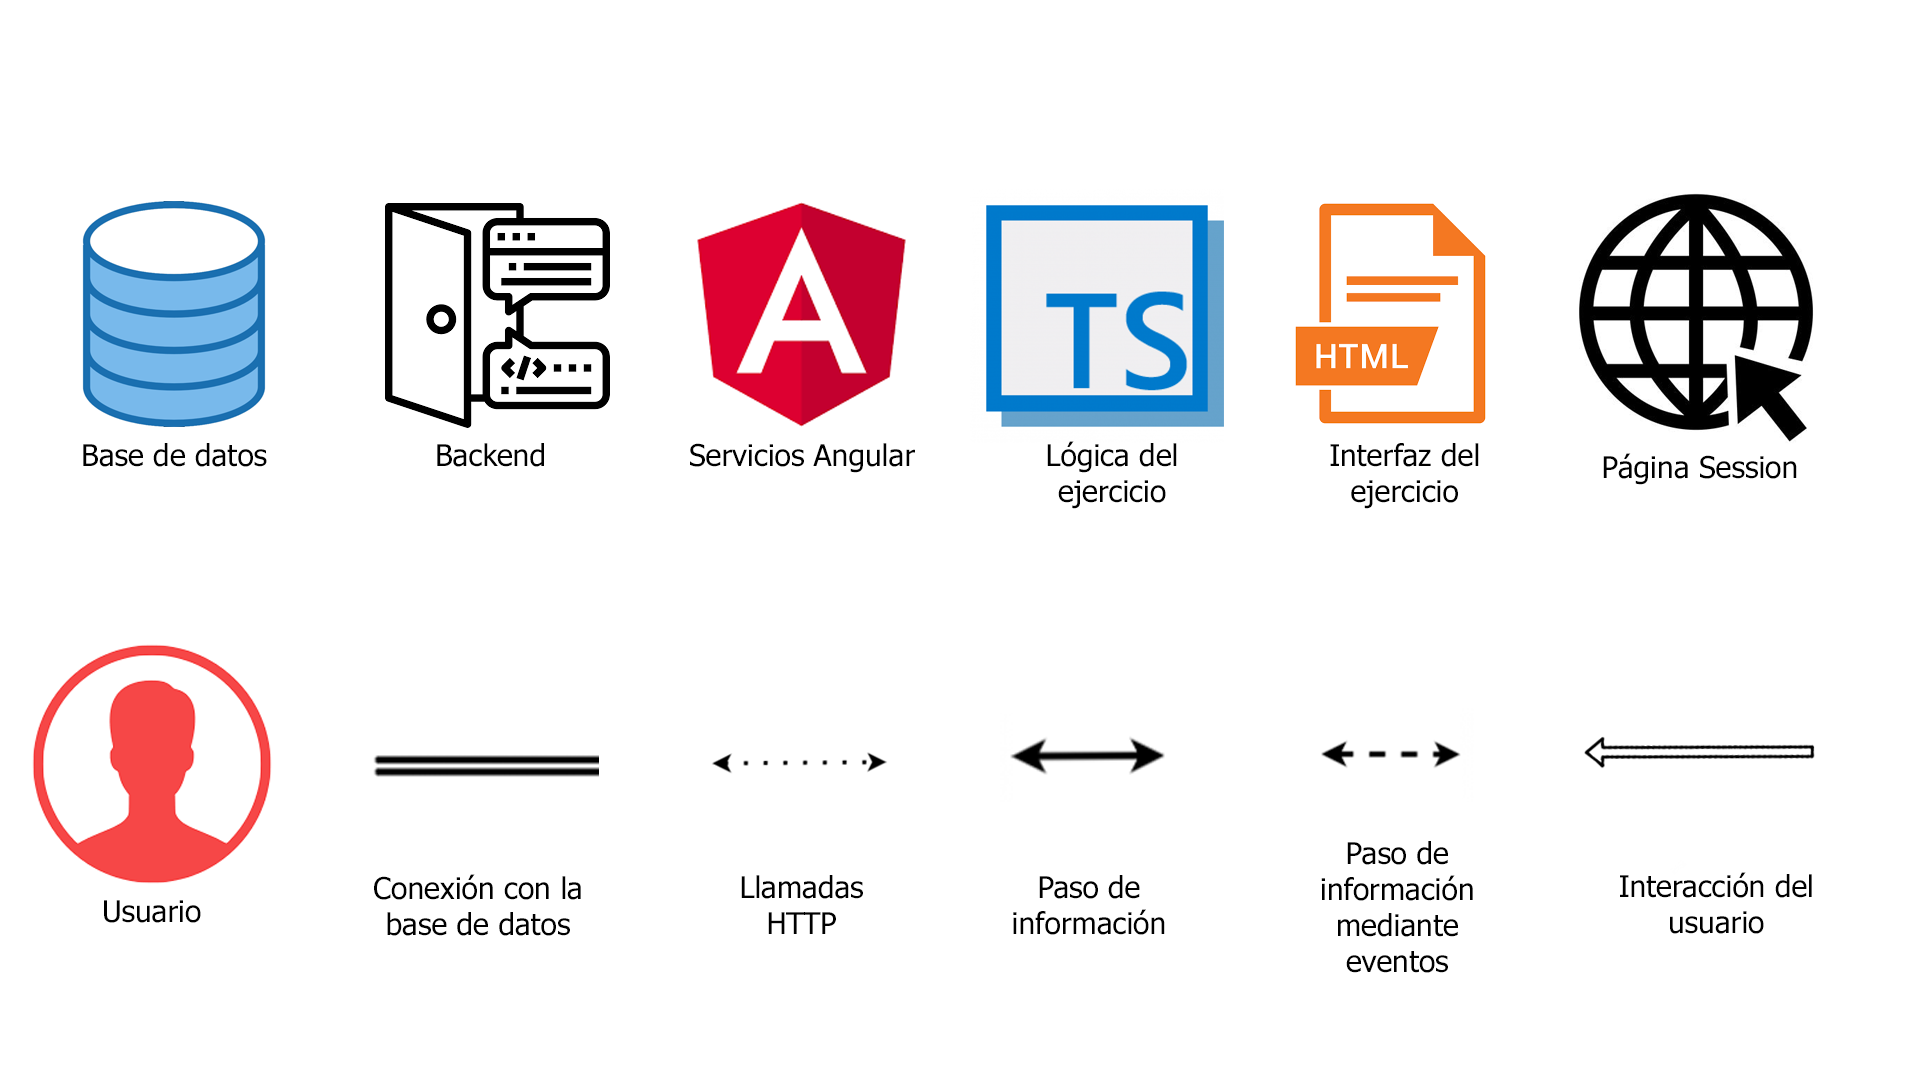 TS
HTML
Base de datos
Backend
Servicios Angular
Lógica del
ejercicio
Interfaz del
ejercicio
Página Session
Usuario
Conexión con la
base de datos
Llamadas
HTTP
Paso de
información
Paso de
información
mediante
eventos
Interacción del
usuario